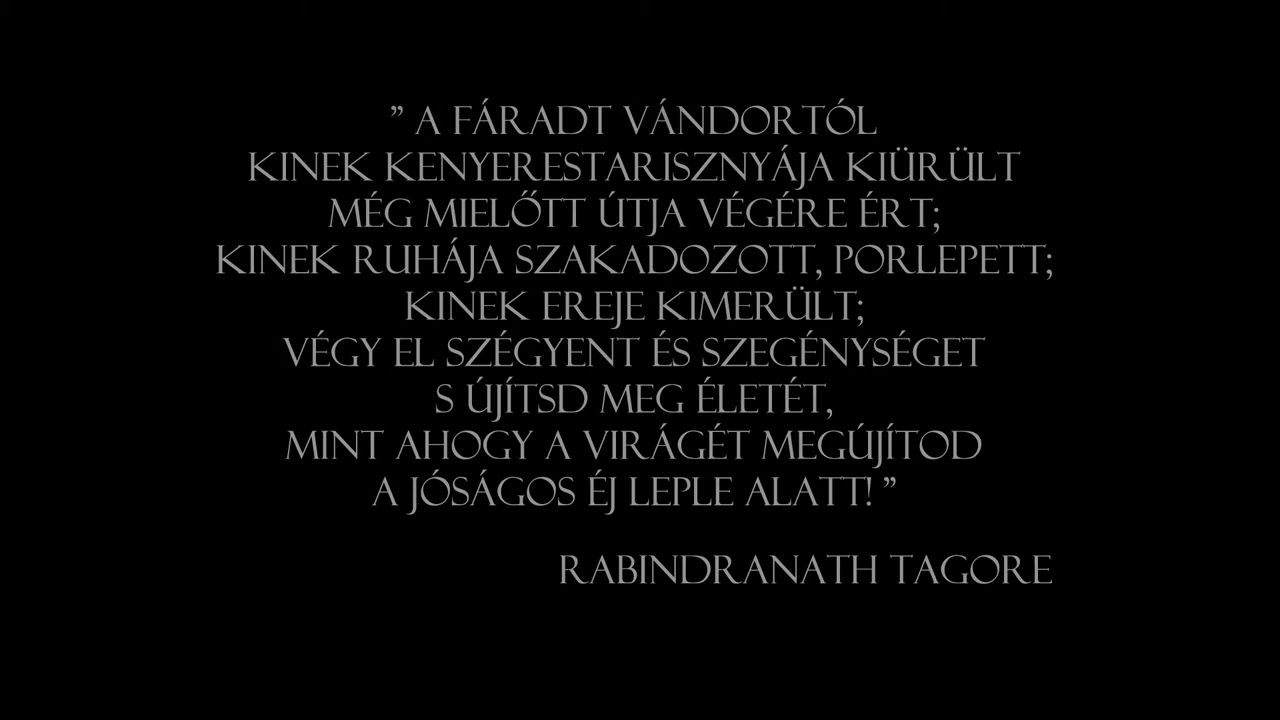 ” A FÁRADT VÁNDORTÓL
KINEK KENYERESTARISZNYÁJA KIÜRÜLT
MÉG MIELŐTT ÚTJA VÉGÉRE ÉRT;
KINEK RUHÁJA SZAKADOZOTT, PORLEPETT;
KINEK EREJE KIMERÜLT;
VÉGY EL SZÉGYENT ÉS SZEGÉNYSÉGET
S ÚJÍTSD MEG ÉLETÉT,
MINT AHOGY A VIRÁGÉT MEGÚJÍTOD
A JÓSÁGOS ÉJ LEPLE ALATT! ”
RABINDRANATH TAGORE